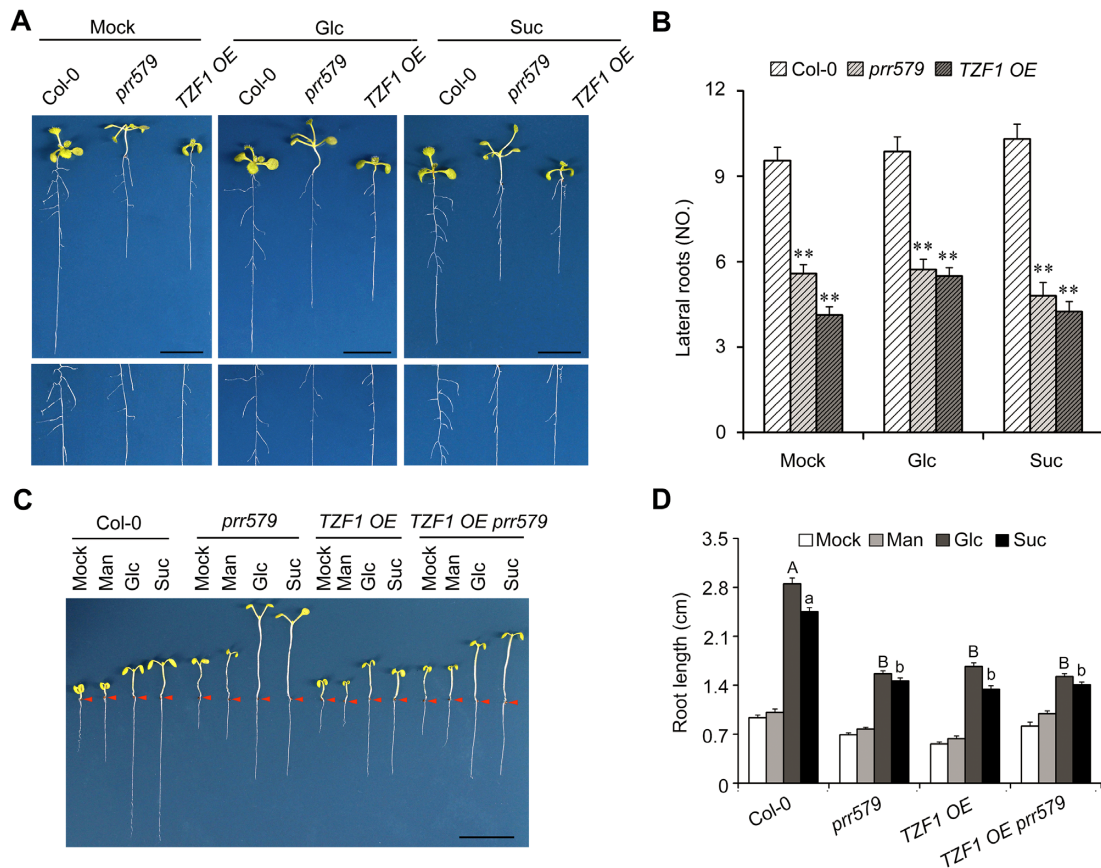 A
Mock Glc Suc
Col-0 prr579 TZF1 OE Col-0 prr579 TZF1 OE Col-0 prr579 TZF1 OE
B
Col-0 prr579 TZF1 OE
Lateral roots (NO.)
12
9
6
3
0
** ** ** ** ** **
Mock Glc Suc
C
Col-0 prr579 TZF1 OE TZF1 OE prr579
Mock Man Glc Suc Mock Man Glc Suc Mock Man Glc Suc Mock Man Glc Suc
D
Mock Man Glc Suc
Root length (cm)
3.5
2.8
2.1
1.4
0.7
0
A a B b B b B b
Col-0 prr579 TZF1 OE TZF1 OE prr579